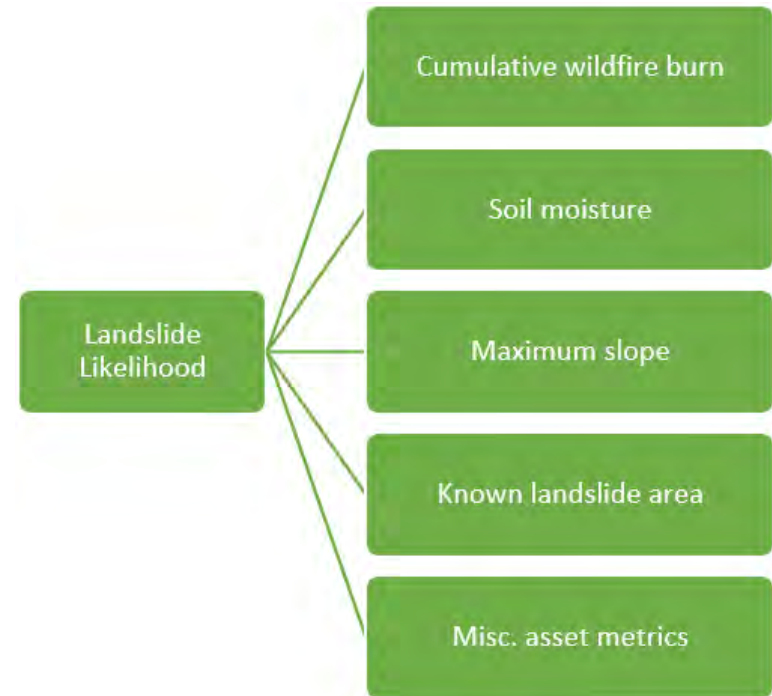 Cumulative wildfire burn
Soil moisture
Landslide
Likelihood
Maximum slope
Known landslide area
Misc. asset metrics